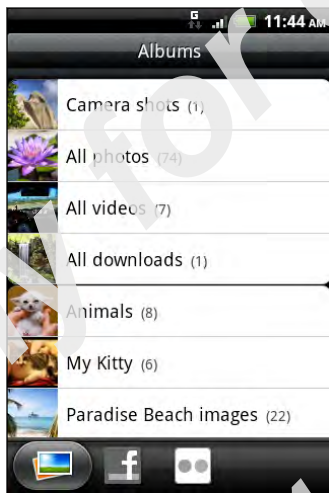 11:44 AM
Albums
Camera shots (1)
All photos (74)
All videos (7)
All downloads (1)
Animals (8)
My Kitty (6)
Paradise Beach images (22)